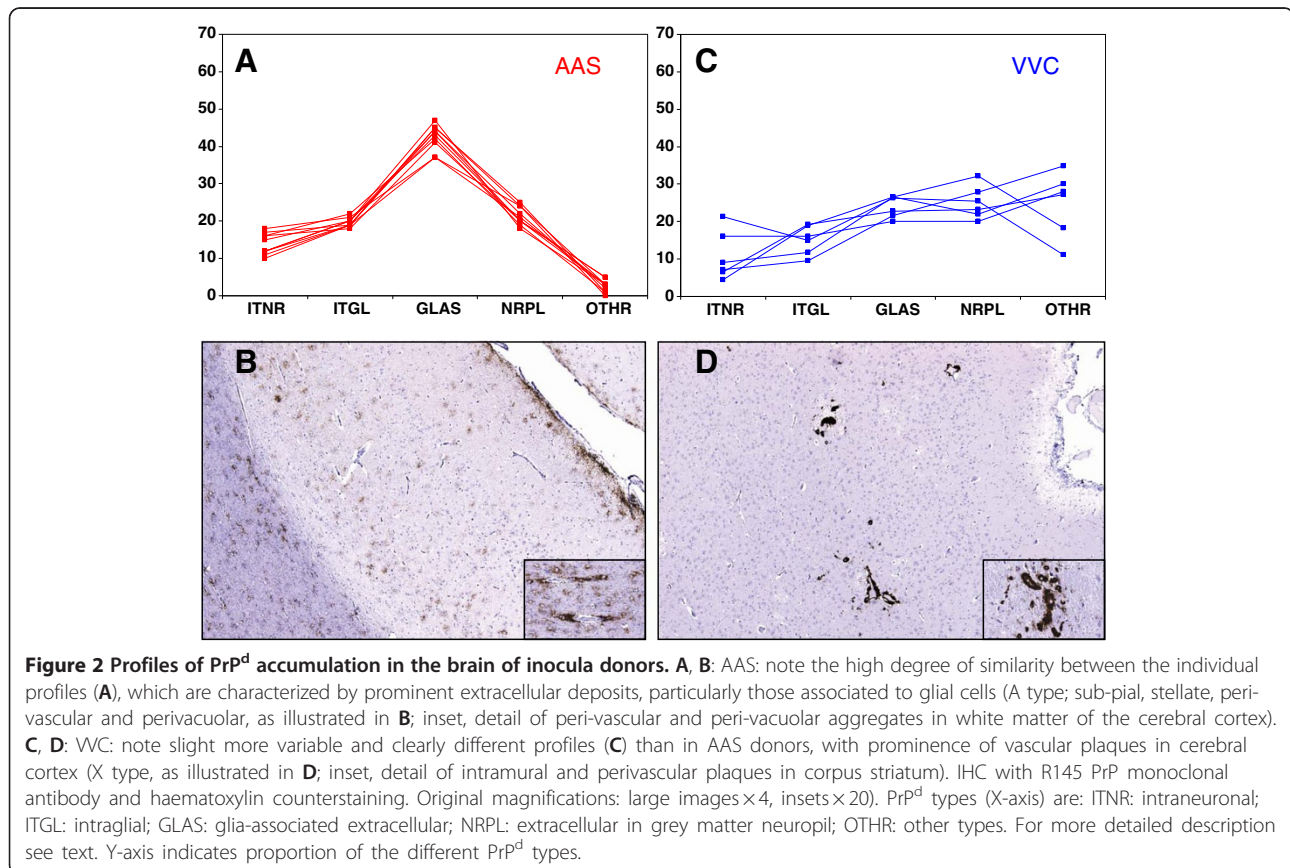 70
60
50
40
30
20
10
0
A
AAS
ITNR ITGL GLAS NRPL OTHR
70
60
50
40
30
20
10
0
C
VVC
ITNR ITGL GLAS NRPL OTHR
B
D
Figure 2 Profiles of PrPd accumulation in the brain of inocula donors. A, B: AAS: note the high degree of similarity between the individual
profiles (A), which are characterized by prominent extracellular deposits, particularly those associated to glial cells (A type; sub-pial, stellate, peri-
vascular and perivacuolar, as illustrated in B; inset, detail of peri-vascular and peri-vacuolar aggregates in white matter of the cerebral cortex).
C, D: VVC: note slight more variable and clearly different profiles (C) than in AAS donors, with prominence of vascular plaques in cerebral
cortex (X type, as illustrated in D; inset, detail of intramural and perivascular plaques in corpus striatum). IHC with R145 PrP monoclonal
antibody and haematoxylin counterstaining. Original magnifications: large images × 4, insets × 20). PrPd types (X-axis) are: ITNR: intraneuronal;
ITGL: intraglial; GLAS: glia-associated extracellular; NRPL: extracellular in grey matter neuropil; OTHR: other types. For more detailed description
see text. Y-axis indicates proportion of the different PrPd types.